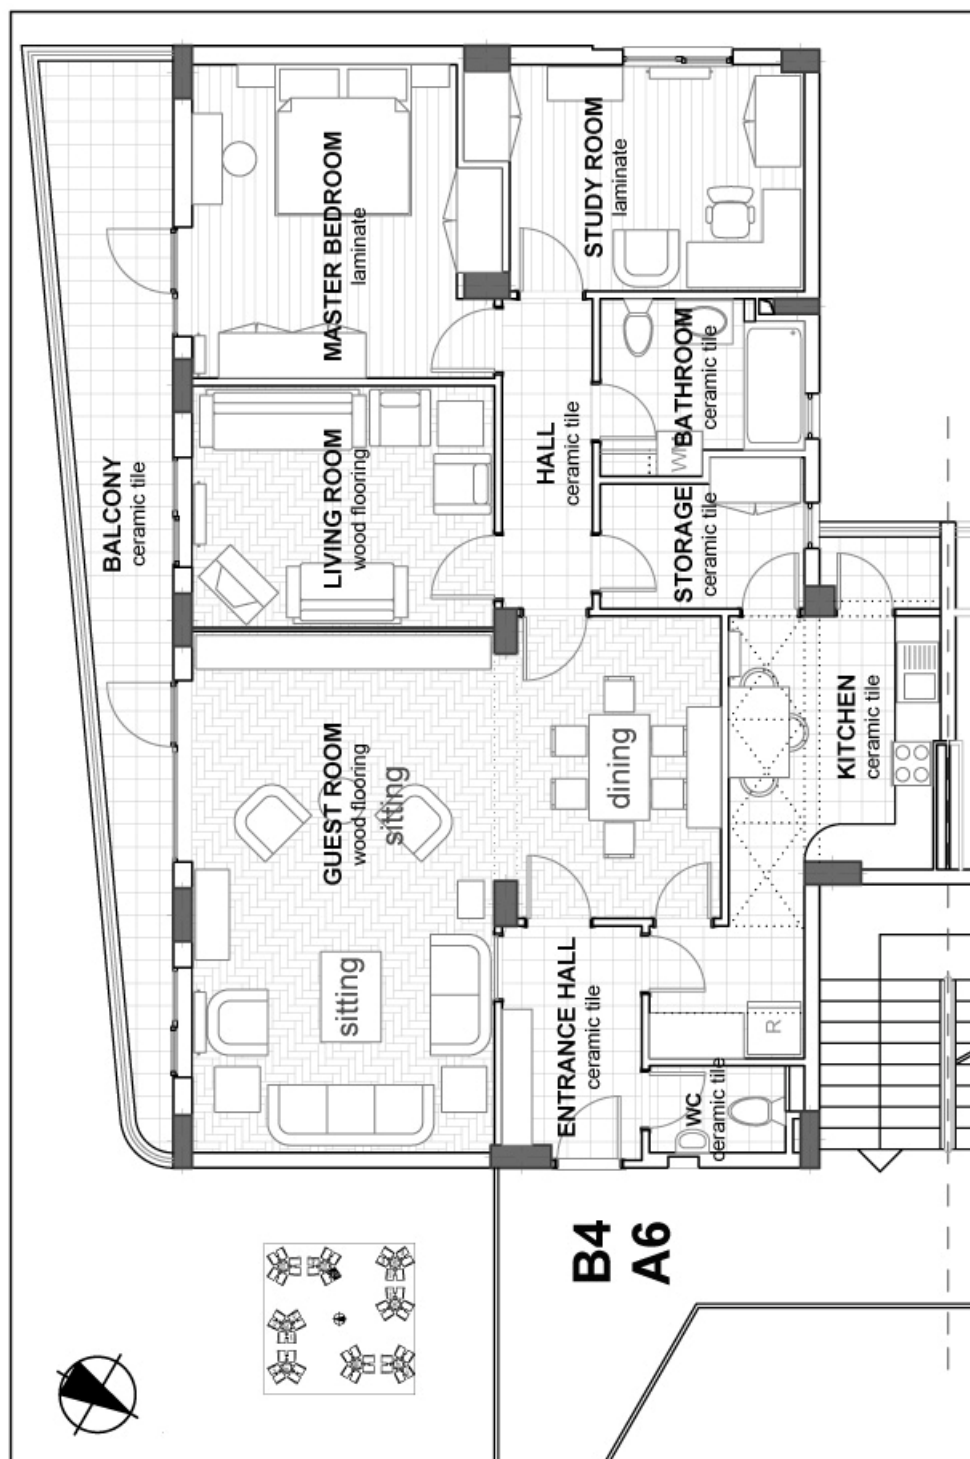 BALCONY
ceramic tile
MASTER BEDROOM
laminate
STUDY ROOM
laminate
LIVING ROOM
wood flooring
HALL
ceramic tile
BATHROOM
ceramic tile
WM
STORAGE
ceramic tile
GUEST ROOM
wood flooring
sitting
dining
KITCHEN
ceramic tile
sitting
ENTRANCE HALL
ceramic tile
R
WC
ceramic tile
B4
A6